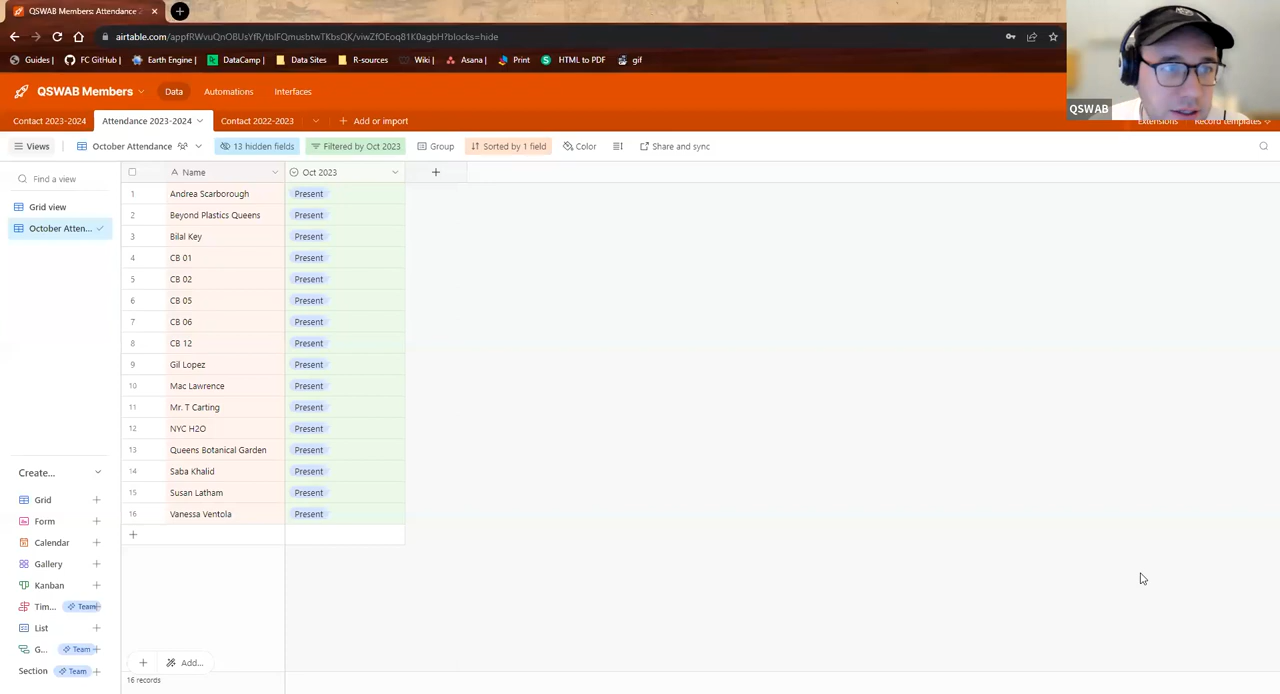 QSWAB Members: Attendance 2
airtable.com/appfRWvuQnOBUsYfR/tblFQmusbtwTKbsQK/viwZfOEoq81K0agbH?blocks=hide
Guides | FC GitHub | Earth Engine | DataCamp | Data Sites | R-sources | Wiki | Asana | Print HTML to PDF gif
QSWAB Members Data Automations Interfaces
QSWAB
Contact 2023-2024 Attendance 2023-2024 Contact 2022-2023 Add or import Extensions Record templates
Views October Attendance 13 hidden fields Filtered by Oct 2023 Group Sorted by 1 field Color Share and sync
Find a view
Grid view
October Atten...
Name Oct 2023
1 Andrea Scarborough Present
2 Beyond Plastics Queens Present
3 Bilal Key Present
4 CB 01 Present
5 CB 02 Present
6 CB 05 Present
7 CB 06 Present
8 CB 12 Present
9 Gil Lopez Present
10 Mac Lawrence Present
11 Mr. T Carting Present
12 NYC H2O Present
13 Queens Botanical Garden Present
14 Saba Khalid Present
15 Susan Latham Present
16 Vanessa Ventola Present
Create...
Grid
Form
Calendar
Gallery
Kanban
Tim... Team
List
G... Team
Section Team
Add...
16 records